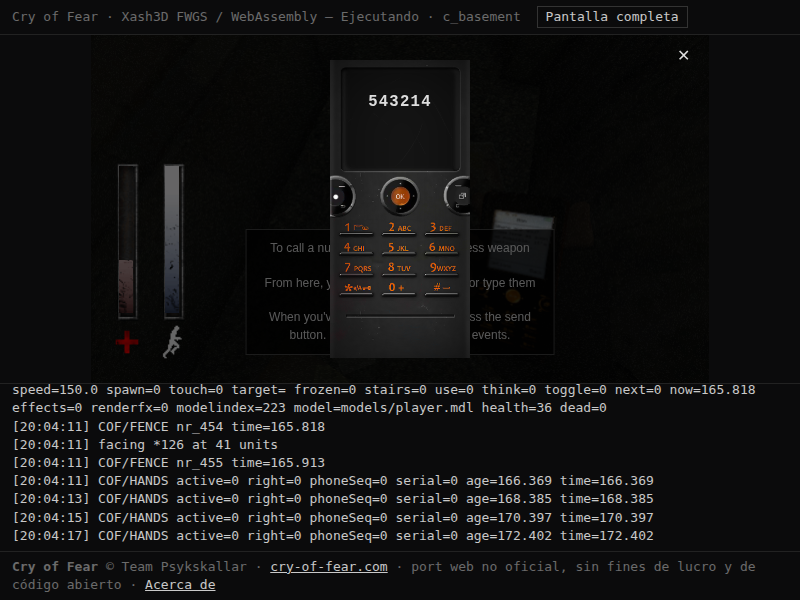 Cry of Fear · Xash3D FWGS / WebAssembly — Ejecutando · c_basement
Pantalla completa
×
543214
OK
1
2 ABC
3 DEF
4 GHI
5 JKL
6 MNO
7 PQRS
8 TUV
9 WXYZ
*
0 +
#
To call a nu
ess weapon
From here, y
or type them
When you'v
ss the send
button.
events.
speed=150.0 spawn=0 touch=0 target= frozen=0 stairs=0 use=0 think=0 toggle=0 next=0 now=165.818
effects=0 renderfx=0 modelindex=223 model=models/player.mdl health=36 dead=0
[20:04:11] COF/FENCE nr_454 time=165.818
[20:04:11] facing *126 at 41 units
[20:04:11] COF/FENCE nr_455 time=165.913
[20:04:11] COF/HANDS active=0 right=0 phoneSeq=0 serial=0 age=166.369 time=166.369
[20:04:13] COF/HANDS active=0 right=0 phoneSeq=0 serial=0 age=168.385 time=168.385
[20:04:15] COF/HANDS active=0 right=0 phoneSeq=0 serial=0 age=170.397 time=170.397
[20:04:17] COF/HANDS active=0 right=0 phoneSeq=0 serial=0 age=172.402 time=172.402
Cry of Fear © Team Psykskallar · cry-of-fear.com · port web no oficial, sin fines de lucro y de
código abierto · Acerca de